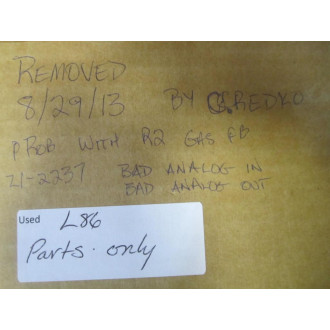 REMOVED
8/29/13 BY G.REDKO
PROB WITH R2 GAS FB
21-2237 BAD ANALOG IN
BAD ANALOG OUT
Used L86
Parts. only